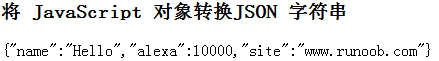 将 JavaScript 对象转换JSON 字符串
{"name":"Hello","alexa":10000,"site":"www.runoob.com"}